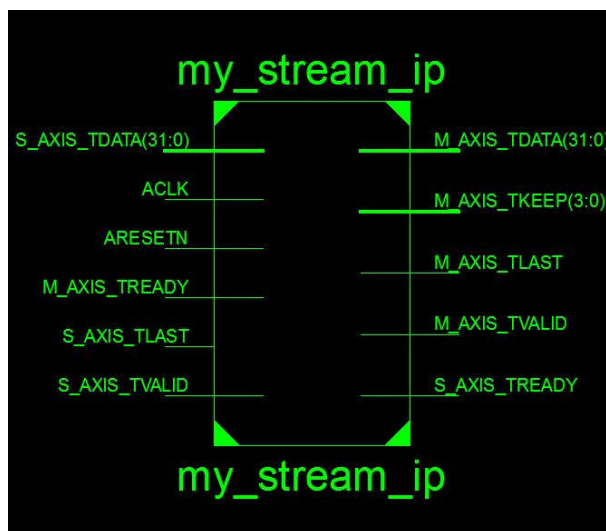 my_stream_ip
S_AXIS_TDATA(31:0)
M_AXIS_TDATA(31:0)
ACLK
M_AXIS_TKEEP(3:0)
ARESETN
M_AXIS_TLAST
M_AXIS_TREADY
M_AXIS_TVALID
S_AXIS_TLAST
S_AXIS_TVALID
S_AXIS_TREADY
my_stream_ip